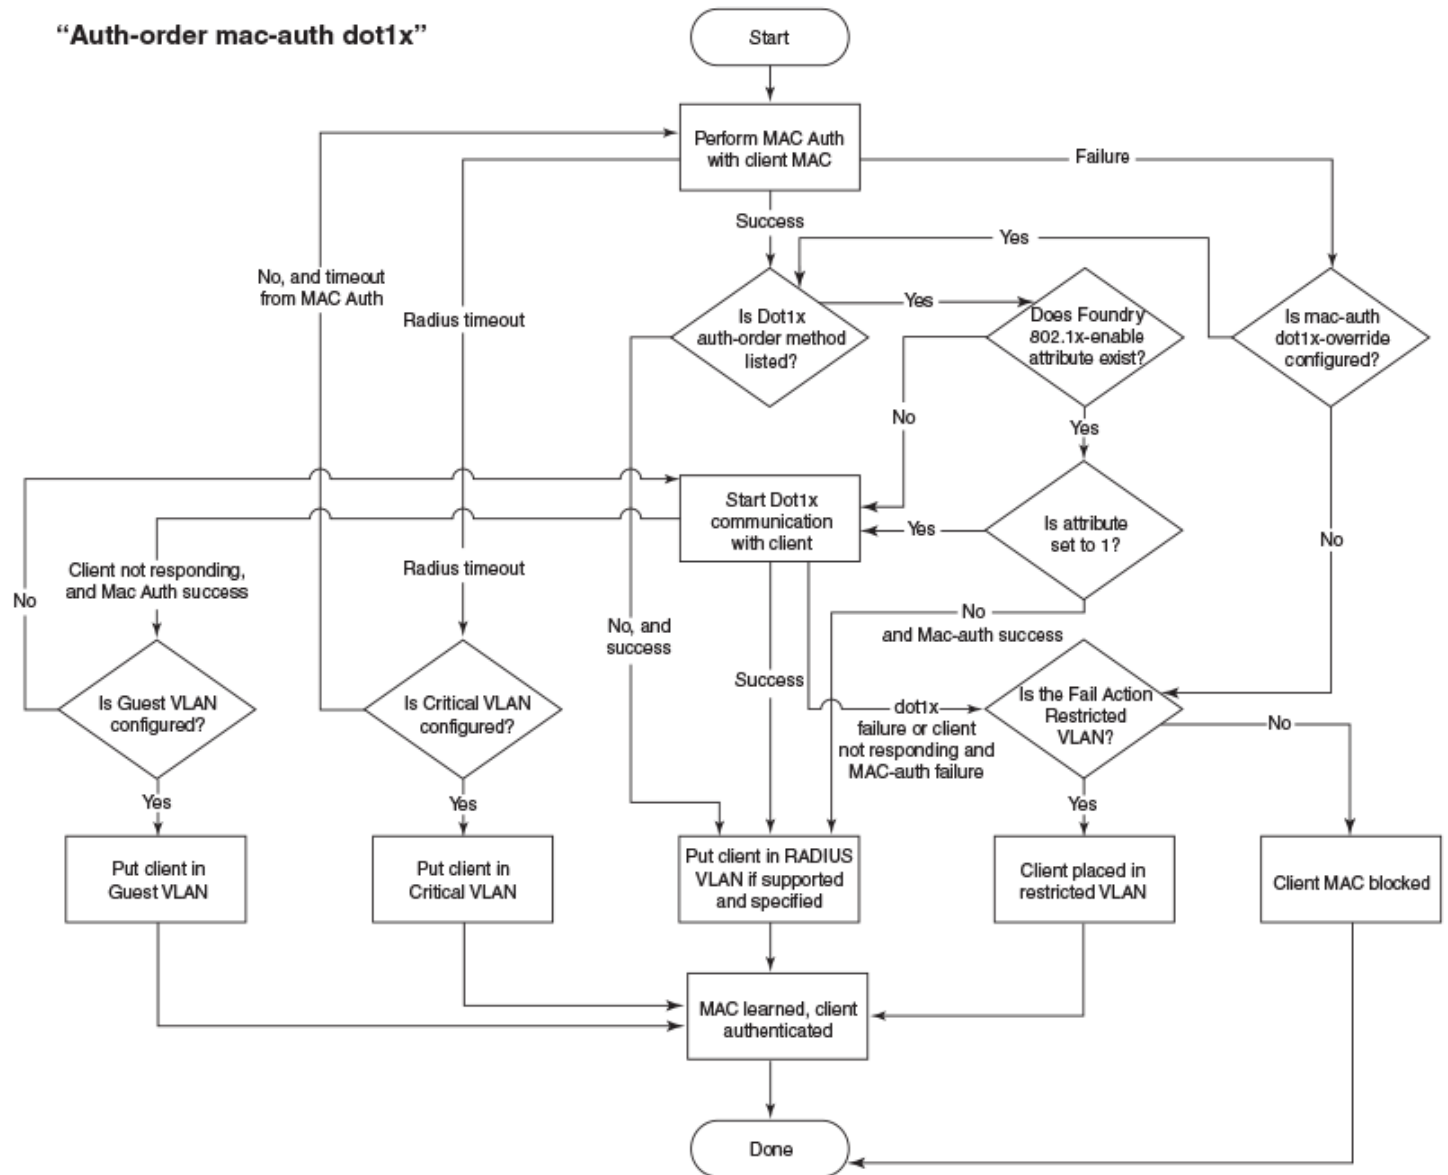 “Auth-order mac-auth dot1x”
Start
Perform MAC Auth
with client MAC
Failure
Success
Yes
No, and timeout
from MAC Auth
Radius timeout
Yes
Is Dot1x
auth-order method
listed?
Does Foundry
802.1x-enable
attribute exist?
Is mac-auth
dot1x-override
configured?
No
Yes
Start Dot1x
communication
with client
Yes
Is attribute
set to 1?
No
Client not responding,
and Mac Auth success
Radius timeout
No
No, and
success
No
and Mac-auth success
Success
Is Guest VLAN
configured?
Is Critical VLAN
configured?
dot1x
failure or client
not responding and
MAC-auth failure
Is the Fail Action
Restricted
VLAN?
No
Yes
Yes
Yes
Put client in
Guest VLAN
Put client in
Critical VLAN
Put client in RADIUS
VLAN if supported
and specified
Client placed in
restricted VLAN
Client MAC blocked
MAC learned, client
authenticated
Done